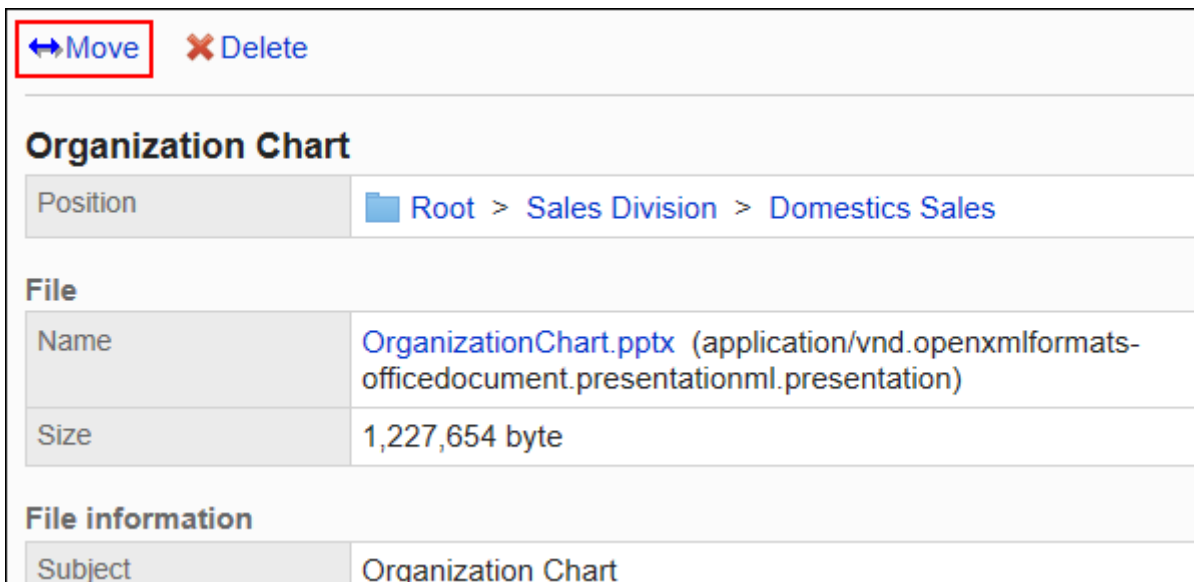 Move Delete
Organization Chart
Position Root > Sales Division > Domestics Sales
File
Name OrganizationChart.pptx (application/vnd.openxmlformats-
officedocument.presentationml.presentation)
Size 1,227,654 byte
File information
Subject Organization Chart